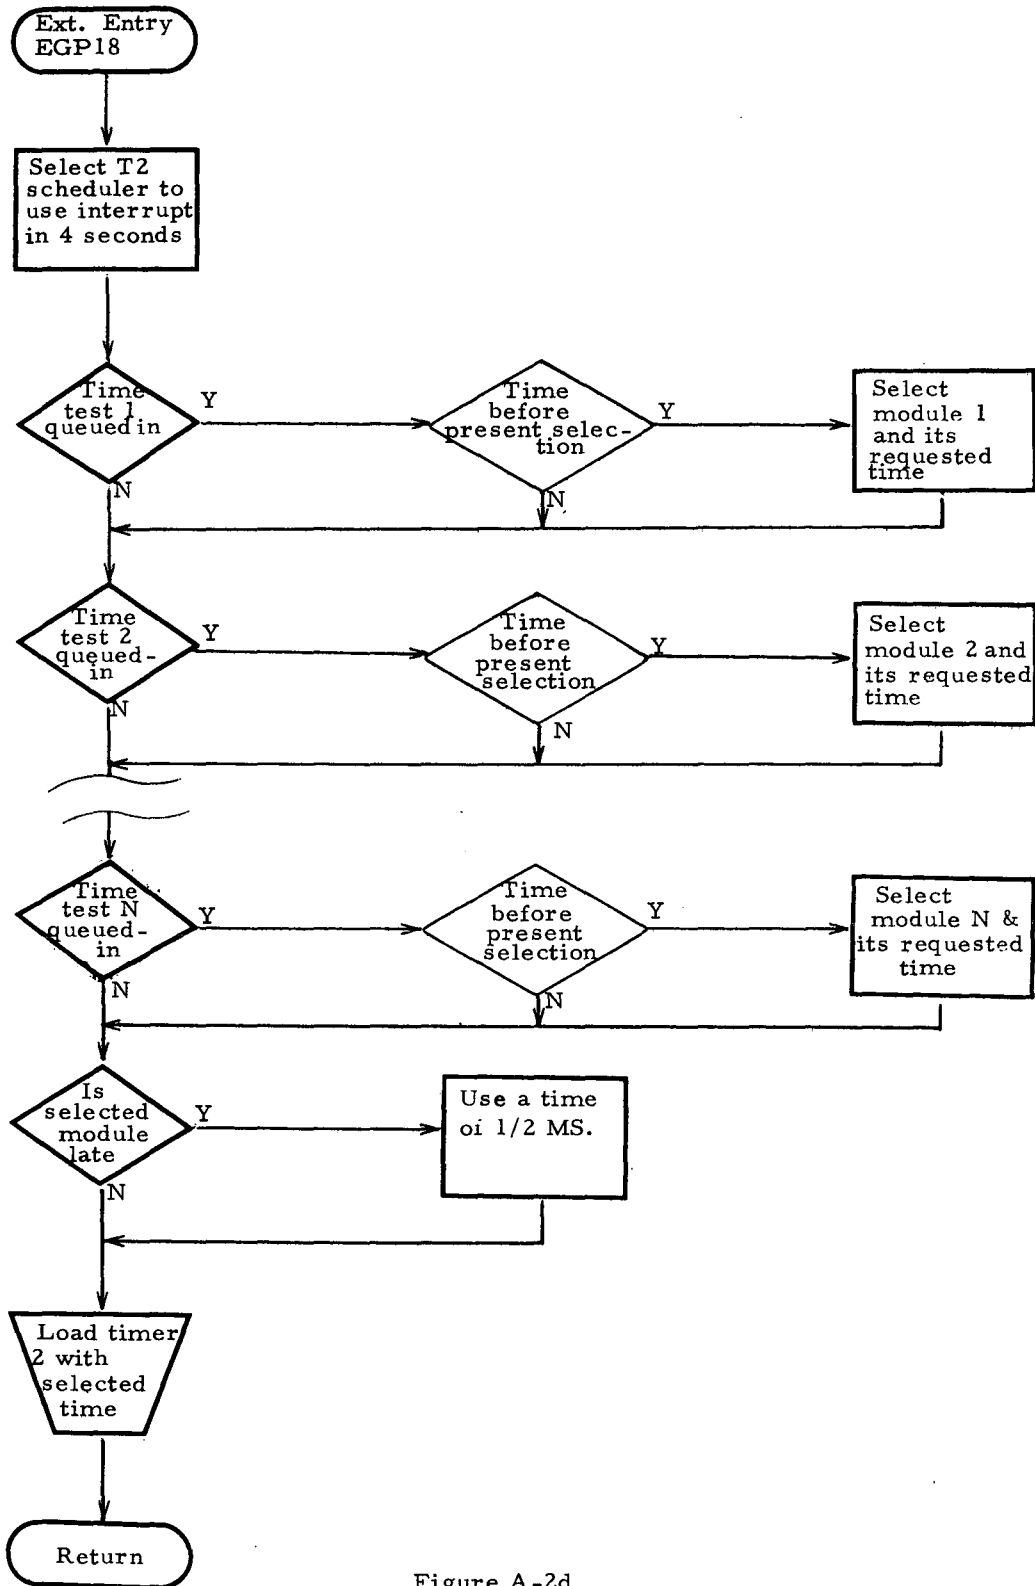 Ext. Entry
EGP18
Select T2
scheduler to
use interrupt
in 4 seconds
Time
test 1
queued in
Y
N
Time
before
present selec-
tion
Y
N
Select
module 1
and its
requested
time
Time
test 2
queued-
in
Y
N
Time
before
present
selection
Y
N
Select
module 2 and
its requested
time
Time
test N
queued-
in
Y
N
Time
before
present
selection
Y
N
Select
module N &
its requested
time
Is
selected
module
late
Y
N
Use a time
of 1/2 MS.
Load timer
2 with
selected
time
Return
Figure A-2d